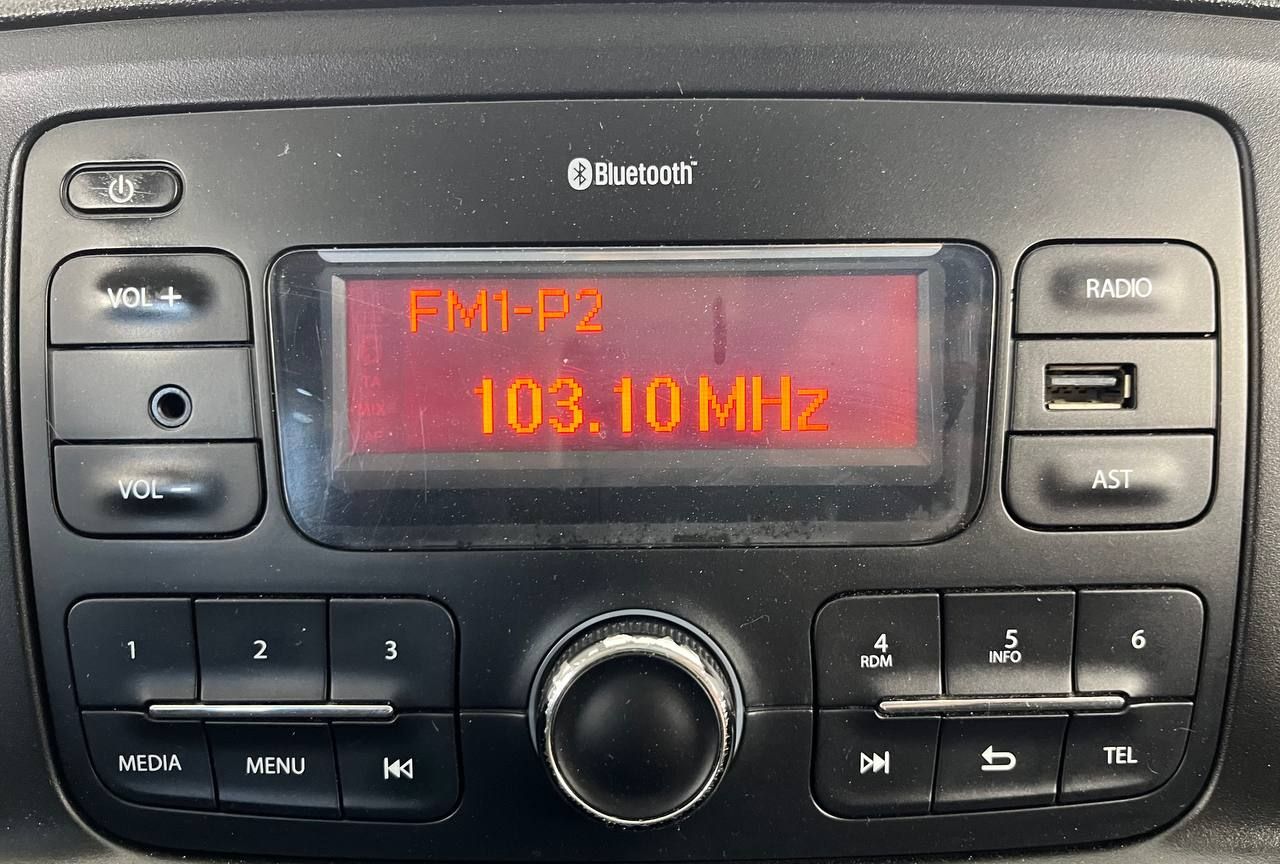 Bluetooth™
VOL +
FM1-P2
RADIO
103.10 MHz
VOL −
AST
1
2
3
4
RDM
5
INFO
6
MEDIA
MENU
TEL